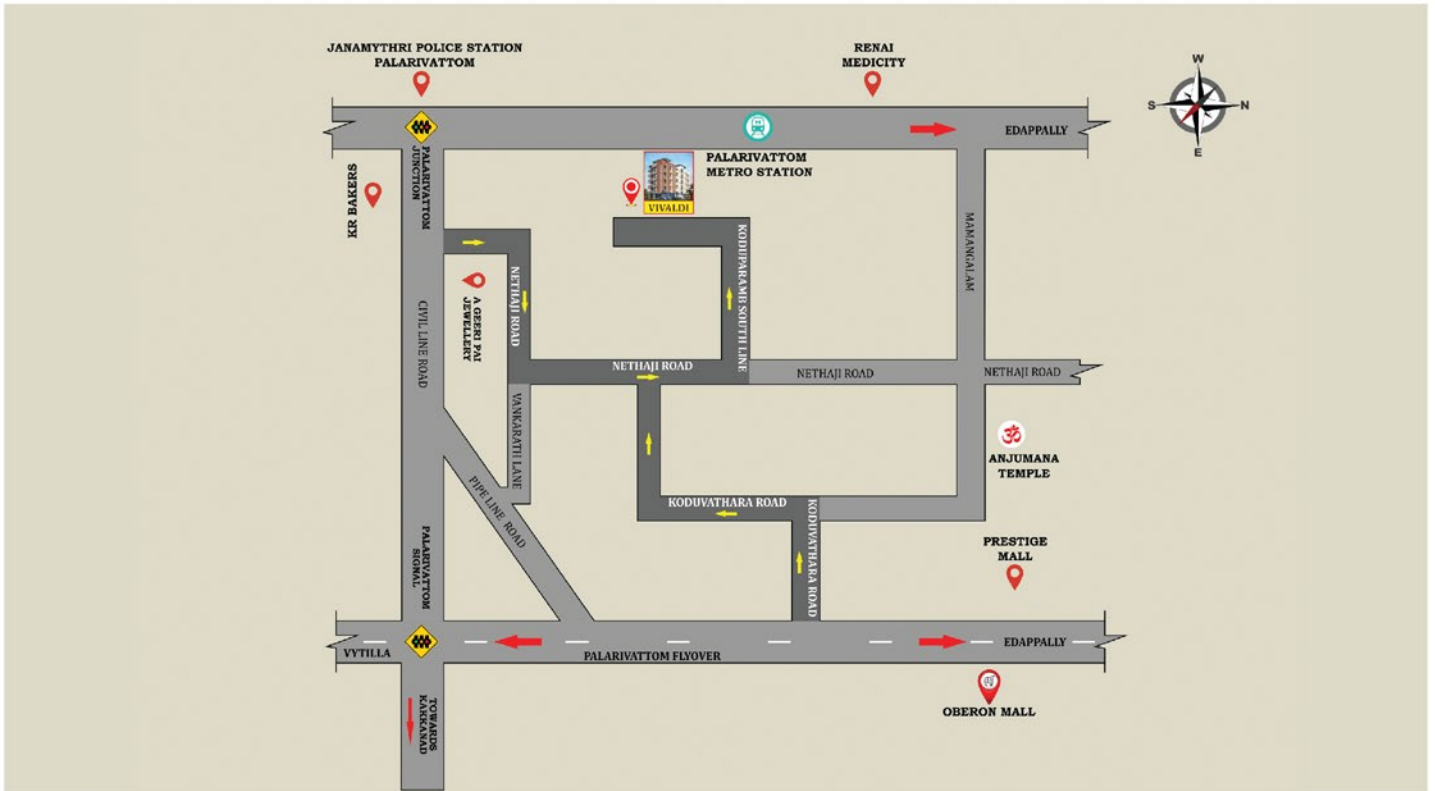 JANAMYTHRI POLICE STATION
PALARIVATTOM
RENAI
MEDICITY
W
S
N
E
EDAPPALLY
PALARIVATTOM
JUNCTION
KR BAKERS
PALARIVATTOM
METRO STATION
VIVALDI
NETHAJI ROAD
A GEERI PAI
JEWELLERY
CIVIL LINE ROAD
KODUPARAMB SOUTH LINE
MAMANGALAM
NETHAJI ROAD
NETHAJI ROAD
NETHAJI ROAD
VANKARATH LANE
ॐ
ANJUMANA
TEMPLE
PIPE LINE ROAD
KODUVATHARA ROAD
KODUVATHARA ROAD
PALARIVATTOM
SIGNAL
PRESTIGE
MALL
VYTILLA
PALARIVATTOM FLYOVER
EDAPPALLY
OBERON MALL
TOWARDS
KAKKANAD